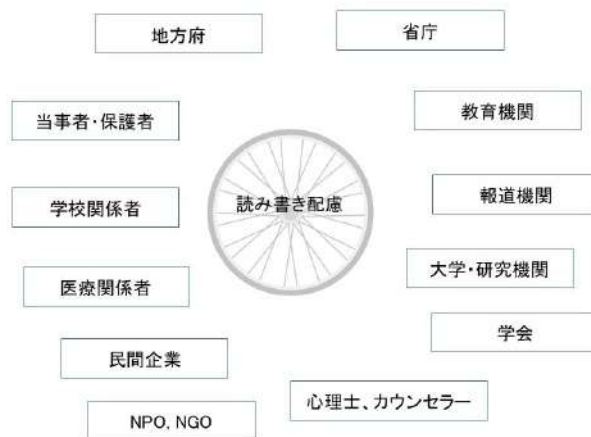 地方府
省庁
当事者・保護者
教育機関
読み書き配慮
学校関係者
報道機関
医療関係者
大学・研究機関
学会
民間企業
心理士、カウンセラー
NPO, NGO